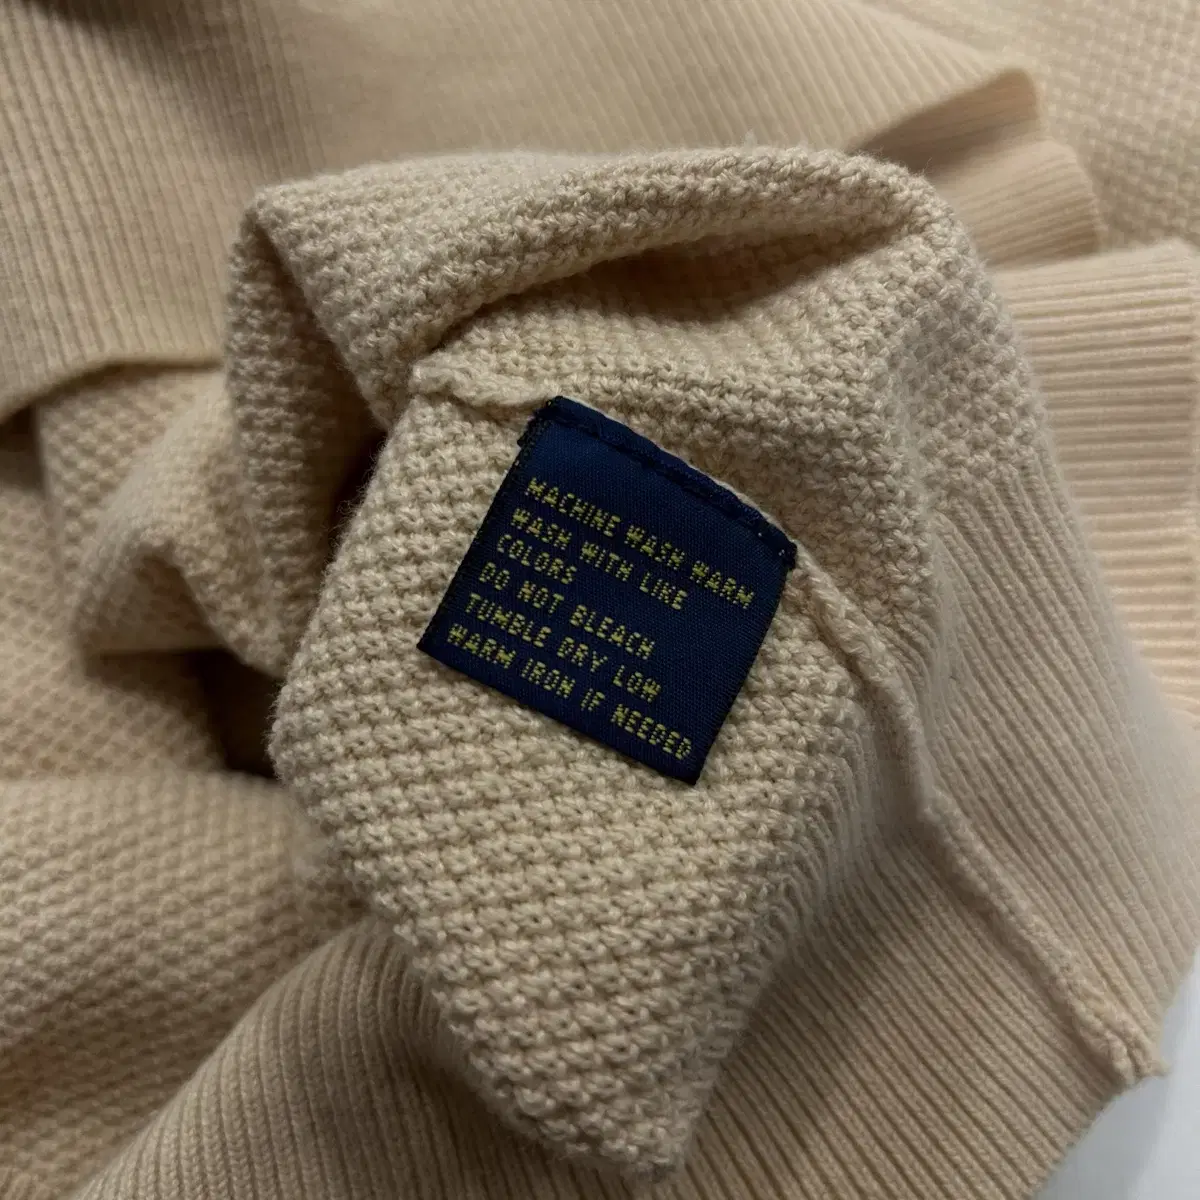 MACHINE WASH WARM
WASH WITH LIKE
COLORS
DO NOT BLEACH
TUMBLE DRY LOW
WARM IRON IF NEEDED